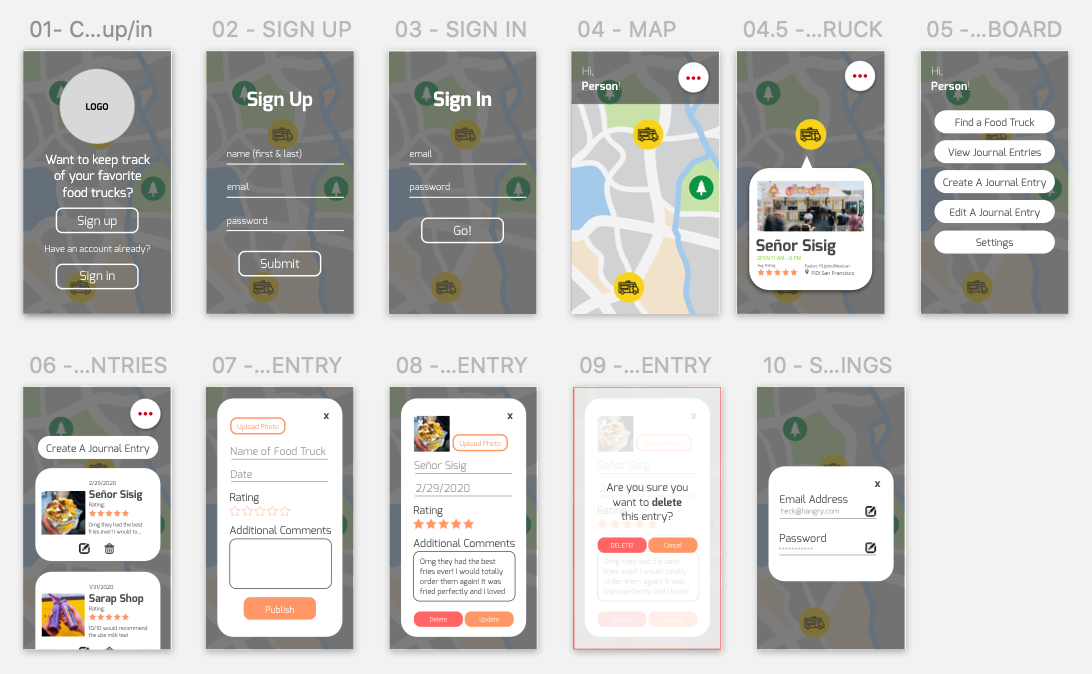 01- C...up/in
LOGO
Want to keep track
of your favorite
food trucks?
Sign up
Have an account already?
Sign in
02 - SIGN UP
Sign Up
name (first & last)
email
password
Submit
03 - SIGN IN
Sign In
email
password
Go!
04 - MAP
Hi,
Person!
04.5 -...RUCK
Señor Sisig
OPEN 11 AM - 6 PM
Avg. Rating:
Fusion: Filipino/Mexican
FiDi San Francisco
05 -...BOARD
Hi,
Person!
Find a Food Truck
View Journal Entries
Create A Journal Entry
Edit A Journal Entry
Settings
06 -...NTRIES
Create A Journal Entry
2/29/2020
Señor Sisig
Rating:
Omg they had the best
fries ever! I would to...
1/31/2020
Sarap Shop
Rating:
10/10 would recommend
the ube milk tea!
07 -...ENTRY
x
Upload Photo
Name of Food Truck
Date
Rating
Additional Comments
Publish
08 -...ENTRY
x
Upload Photo
Señor Sisig
2/29/2020
Rating
Additional Comments
Omg they had the best
fries ever! I would totally
order them again! It was
fried perfectly and I loved
Delete
Update
09 -...ENTRY
x
Upload Photo
Señor Sisig
Are you sure you
want to delete
this entry?
DELETE!
Cancel
Omg they had the best
fries ever! I would totally
order them again! It was
fried perfectly and I loved
Delete
Update
10 - S...INGS
x
Email Address
heck@hangry.com
Password
***********